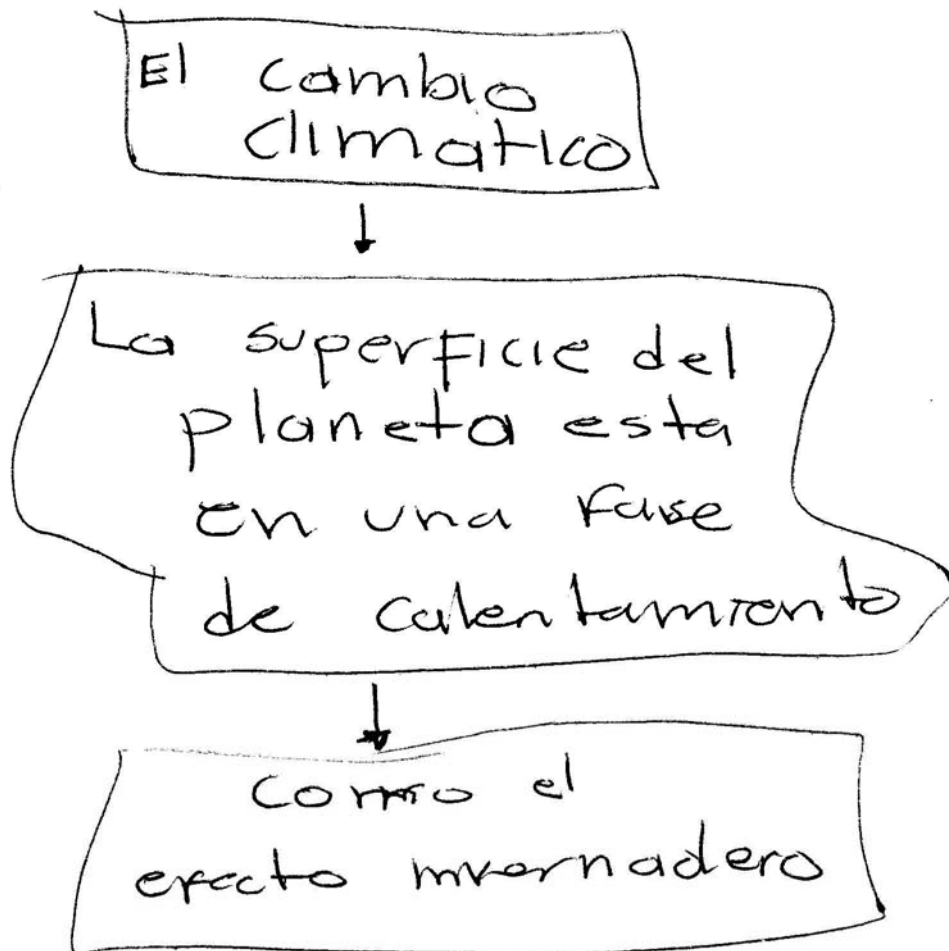 El cambio
climatico
La superficie del
planeta esta
en una fase
de calentamiento
como el
efecto invernadero